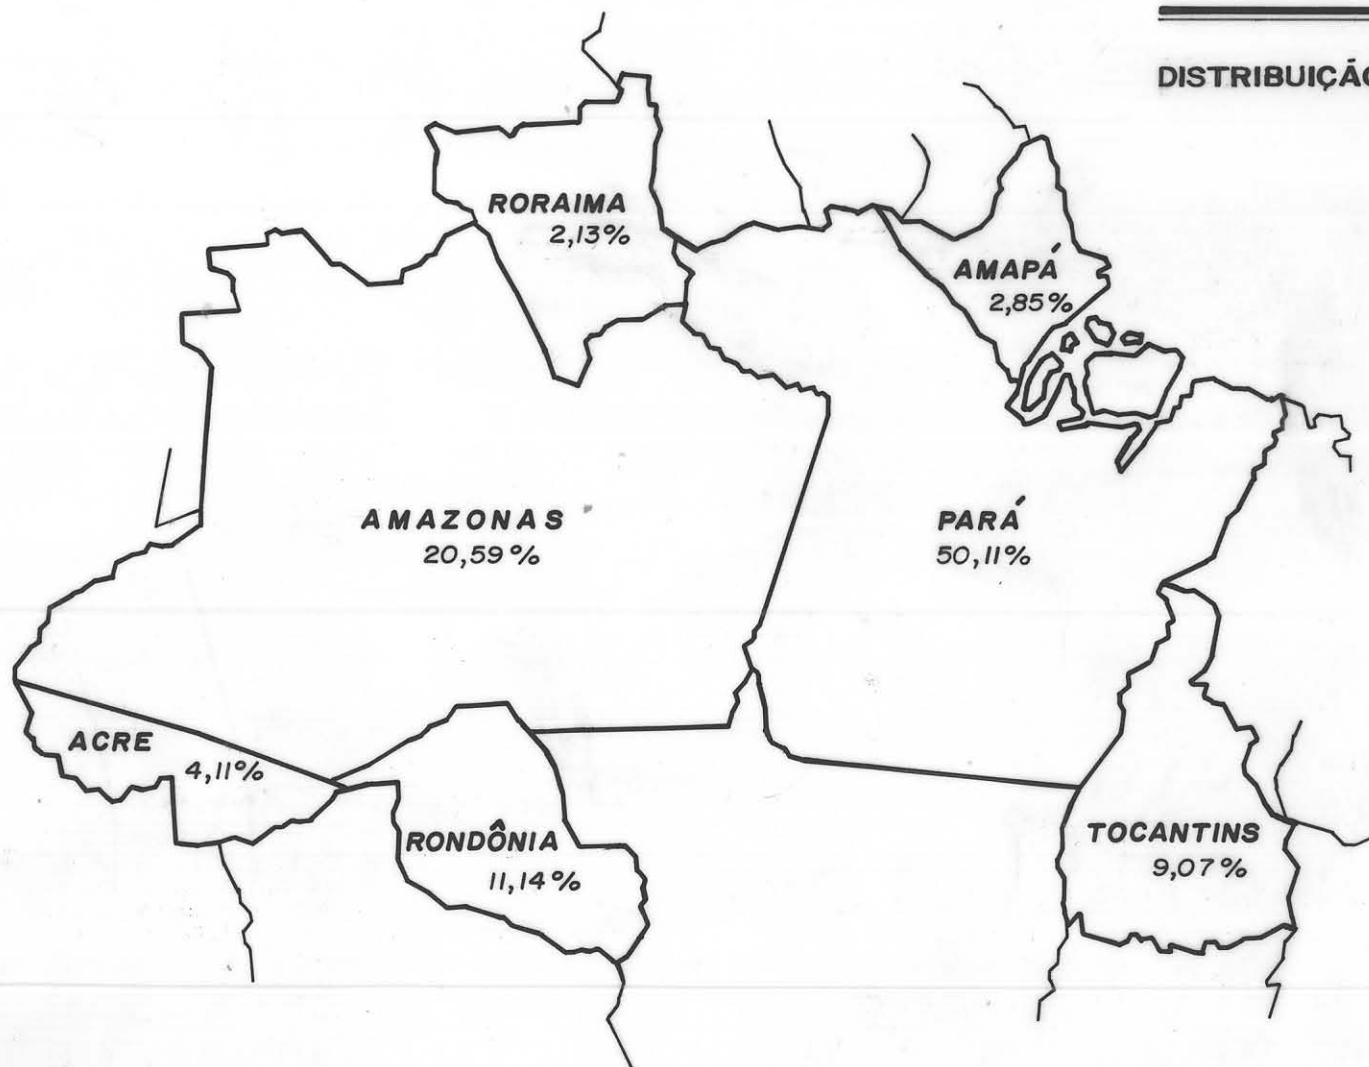 DISTRIBUIÇÃO
RORAIMA
2,13%
AMAPÁ
2,85%
AMAZONAS
20,59%
PARÁ
50,11%
ACRE
4,11%
RONDÔNIA
11,14%
TOCANTINS
9,07%